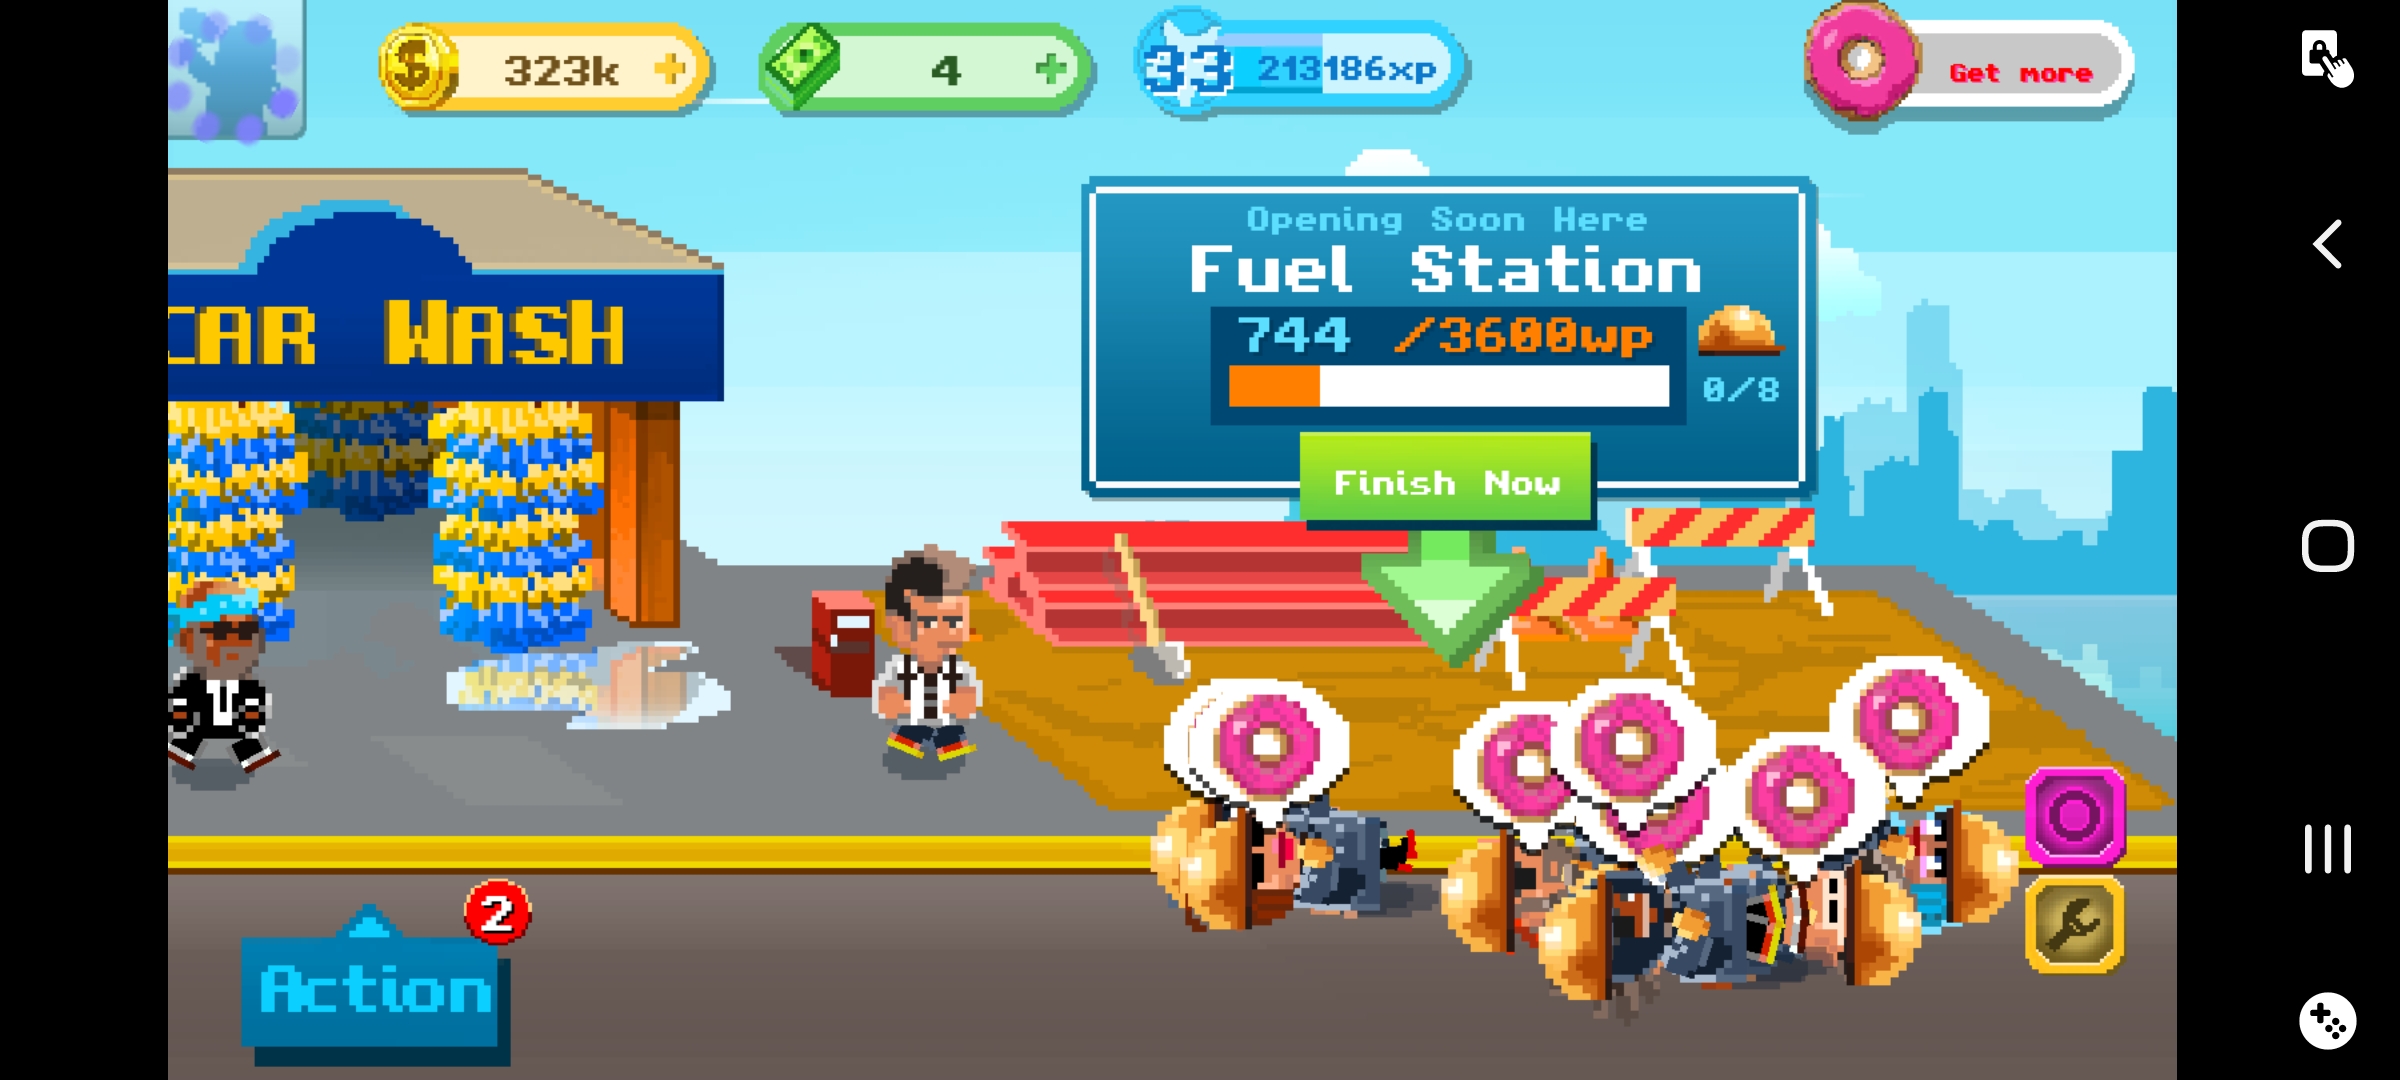 323k
4
33
213186xp
Get more
Opening Soon Here
Fuel Station
744 /3600wp
0/8
Finish Now
CAR WASH
2
Action